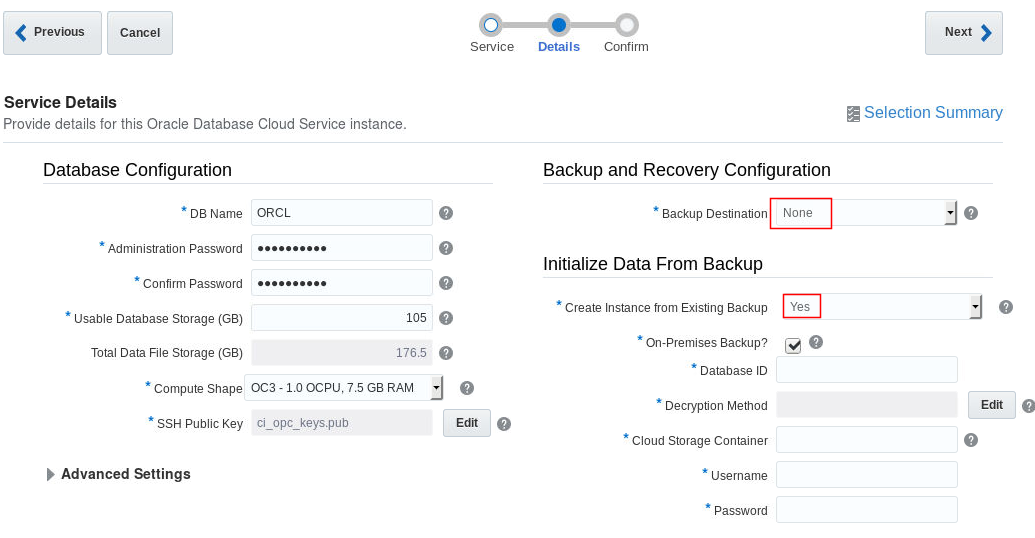 Previous
Cancel
Service
Details
Confirm
Next
Service Details
Provide details for this Oracle Database Cloud Service instance.
Selection Summary
Database Configuration
* DB Name ORCL ?
* Administration Password ●●●●●●●●●● ?
* Confirm Password ●●●●●●●●●● ?
* Usable Database Storage (GB) 105 ?
Total Data File Storage (GB) 176.5 ?
* Compute Shape OC3 - 1.0 OCPU, 7.5 GB RAM ?
* SSH Public Key ci_opc_keys.pub Edit ?
Advanced Settings
Backup and Recovery Configuration
* Backup Destination None ?
Initialize Data From Backup
* Create Instance from Existing Backup Yes ?
* On-Premises Backup? ?
* Database ID
* Decryption Method Edit ?
* Cloud Storage Container ?
* Username
* Password